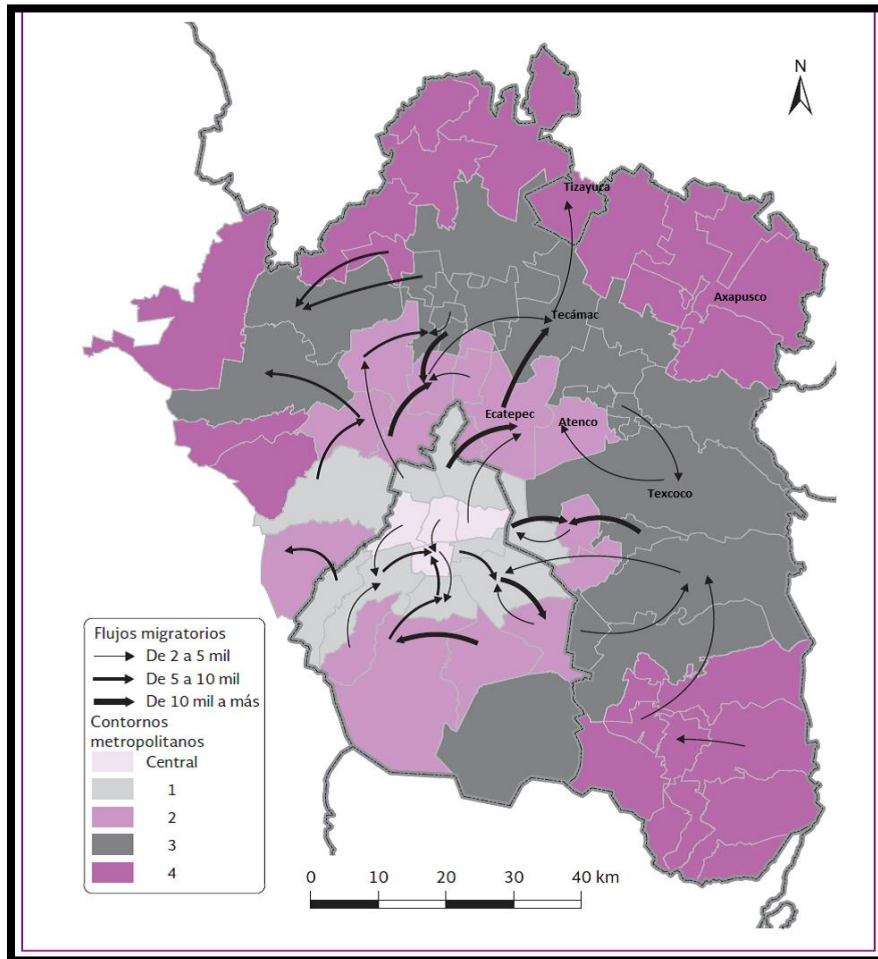 N
Tizayuca
Axapusco
Tecámac
Ecatepec
Atenco
Texcoco
Flujos migratorios
De 2 a 5 mil
De 5 a 10 mil
De 10 mil a más
Contornos
metropolitanos
Central
1
2
3
4
0 10 20 30 40 km